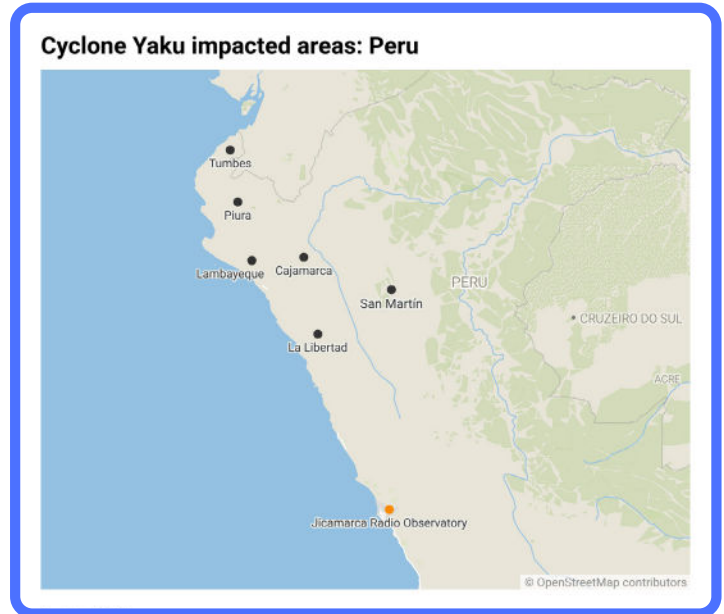 Cyclone Yaku impacted areas: Peru
Tumbes
Piura
Lambayeque
Cajamarca
San Martín
PERU
CRUZEIRO DO SUL
La Libertad
ACRE
Jicamarca Radio Observatory
© OpenStreetMap contributors